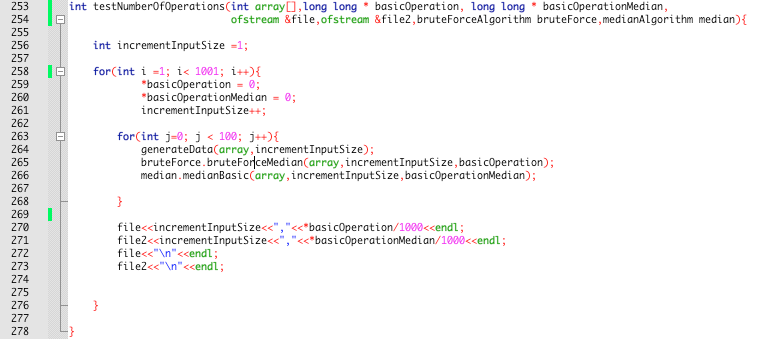 253 int testNumberOfOperations(int array[],long long * basicOperation, long long * basicOperationMedian,
254 ofstream &file,ofstream &file2,bruteForceAlgorithm bruteForce,medianAlgorithm median){
255
256 int incrementInputSize =1;
257
258 for(int i =1; i< 1001; i++){
259 *basicOperation = 0;
260 *basicOperationMedian = 0;
261 incrementInputSize++;
262
263 for(int j=0; j < 100; j++){
264 generateData(array,incrementInputSize);
265 bruteForce.bruteForceMedian(array,incrementInputSize,basicOperation);
266 median.medianBasic(array,incrementInputSize,basicOperationMedian);
267
268 }
269
270 file<<incrementInputSize<<","<<*basicOperation/1000<<endl;
271 file2<<incrementInputSize<<","<<*basicOperationMedian/1000<<endl;
272 file<<"\n"<<endl;
273 file2<<"\n"<<endl;
274
275
276 }
277
278 }